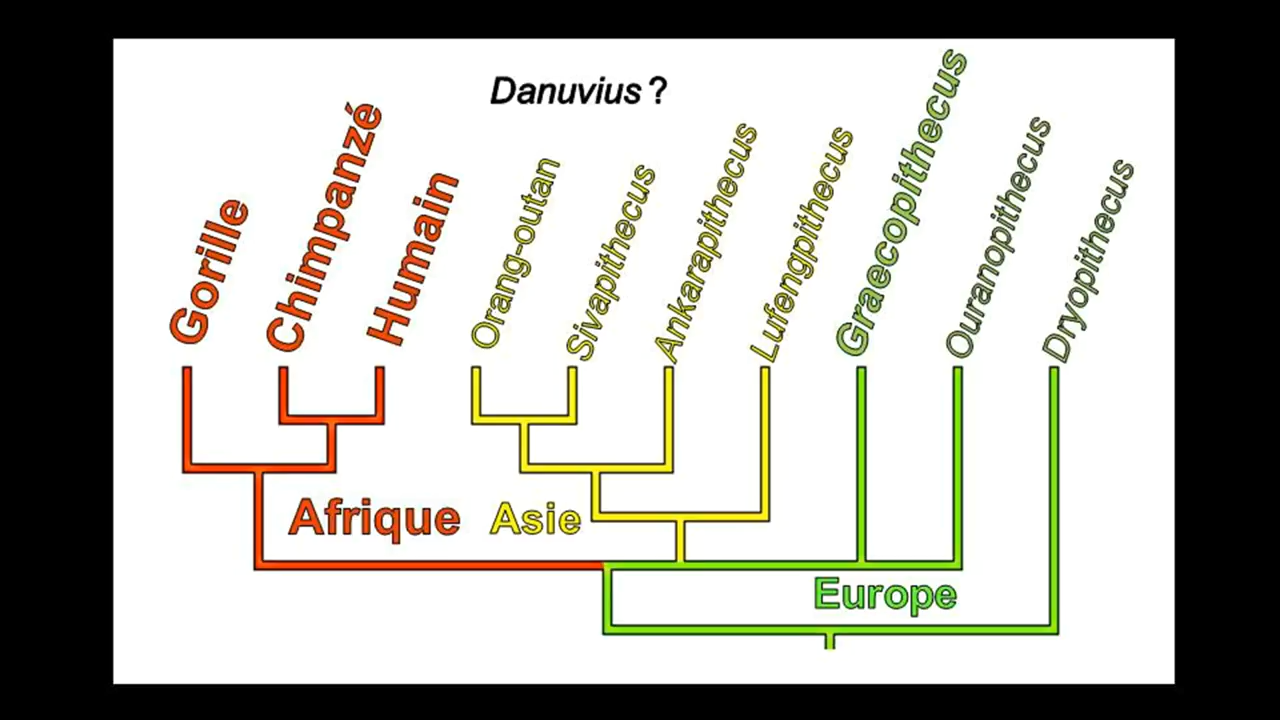 Danuvius ?
Gorille
Chimpanzé
Humain
Orang-outan
Sivapithecus
Ankarapithecus
Lufengpithecus
Graecopithecus
Ouranopithecus
Dryopithecus
Afrique
Asie
Europe